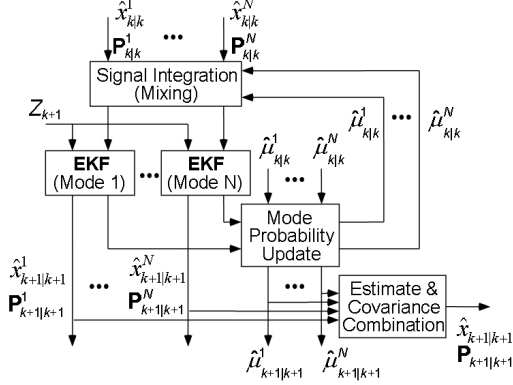 x̂¹ₖ|ₖ ... x̂ᴺₖ|ₖ
P¹ₖ|ₖ Pᴺₖ|ₖ
Signal Integration
(Mixing)
Zₖ₊₁
μ̂¹ₖ|ₖ ... μ̂ᴺₖ|ₖ
EKF
(Mode 1)
...
EKF
(Mode N)
μ̂¹ₖ|ₖ ... μ̂ᴺₖ|ₖ
Mode
Probability
Update
x̂¹ₖ₊₁|ₖ₊₁ ... x̂ᴺₖ₊₁|ₖ₊₁
P¹ₖ₊₁|ₖ₊₁ Pᴺₖ₊₁|ₖ₊₁
...
Estimate &
Covariance
Combination
x̂ₖ₊₁|ₖ₊₁
Pₖ₊₁|ₖ₊₁
μ̂¹ₖ₊₁|ₖ₊₁ μ̂ᴺₖ₊₁|ₖ₊₁